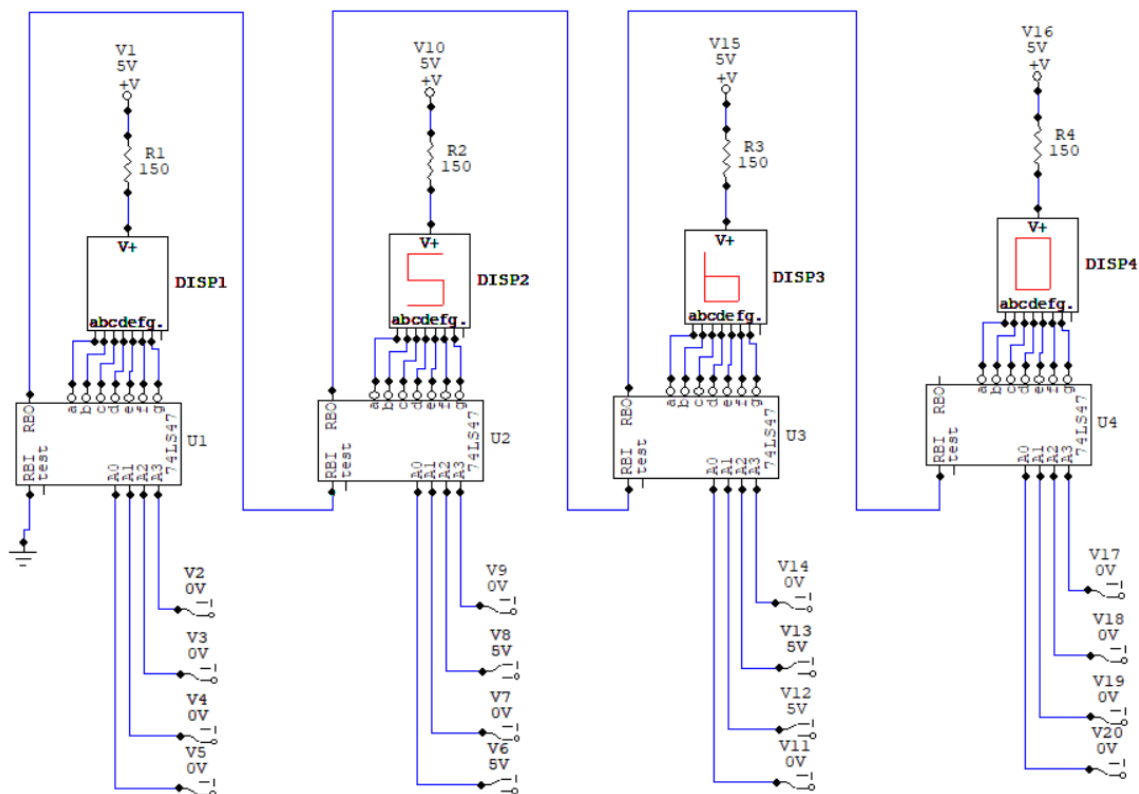 V1
5V
+V
R1
150
V+
DISP1
abcdefg.
a b c d e f g
RBO
RBI
test
74LS47
A0 A1 A2 A3
U1
V2
0V
V3
0V
V4
0V
V5
0V
V10
5V
+V
R2
150
V+
5
DISP2
abcdefg.
a b c d e f g
RBO
RBI
test
74LS47
A0 A1 A2 A3
U2
V9
0V
V8
5V
V7
0V
V6
5V
V15
5V
+V
R3
150
V+
6
DISP3
abcdefg.
a b c d e f g
RBO
RBI
test
74LS47
A0 A1 A2 A3
U3
V14
0V
V13
5V
V12
5V
V11
0V
V16
5V
+V
R4
150
V+
0
DISP4
abcdefg.
a b c d e f g
RBO
RBI
test
74LS47
A0 A1 A2 A3
U4
V17
0V
V18
0V
V19
0V
V20
0V